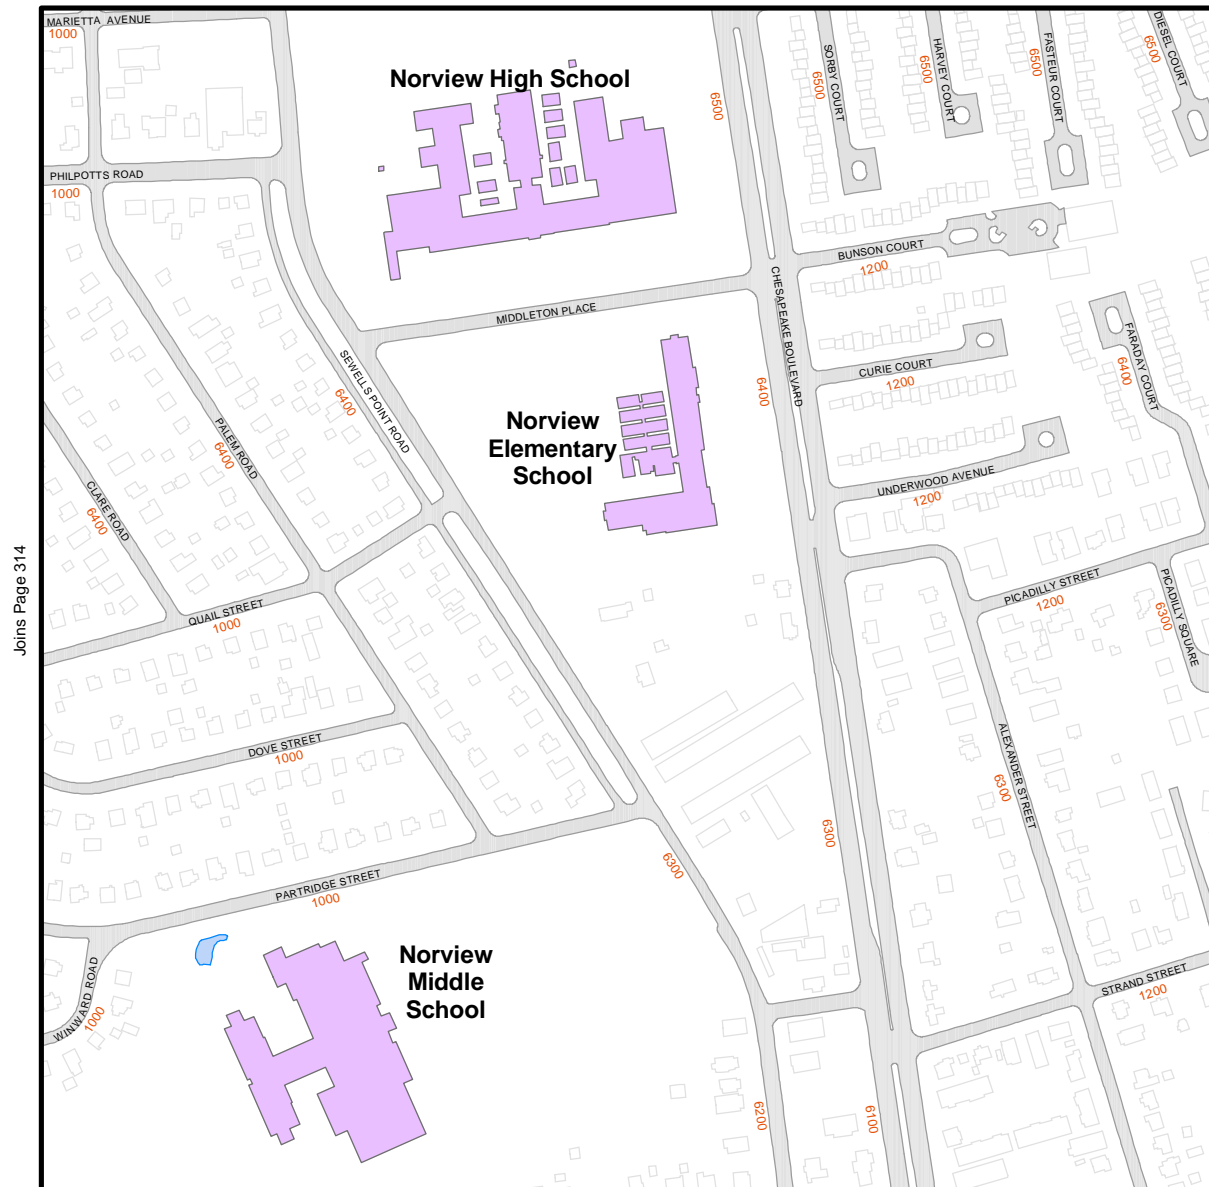 MARIETTA AVENUE
1000
Norview High School
6500
SORBY COURT
6500
HARVEY COURT
6500
FASTEUR COURT
6500
DIESEL COURT
6500
PHILPOTTS ROAD
1000
BUNSON COURT
1200
CHESAPEAKE BOULEVARD
MIDDLETON PLACE
SEWELLS POINT ROAD
6400
6400
CURIE COURT
1200
FARADAY COURT
6400
PALEM ROAD
6400
Norview
Elementary
School
CLARE ROAD
6400
UNDERWOOD AVENUE
1200
Joins Page 314
QUAIL STREET
1000
PICADILLY STREET
1200
PICADILLY SQUARE
6300
DOVE STREET
1000
ALEXANDER STREET
6300
6300
6300
PARTRIDGE STREET
1000
Norview
Middle
School
WINWARD ROAD
1000
STRAND STREET
1200
6200
6100